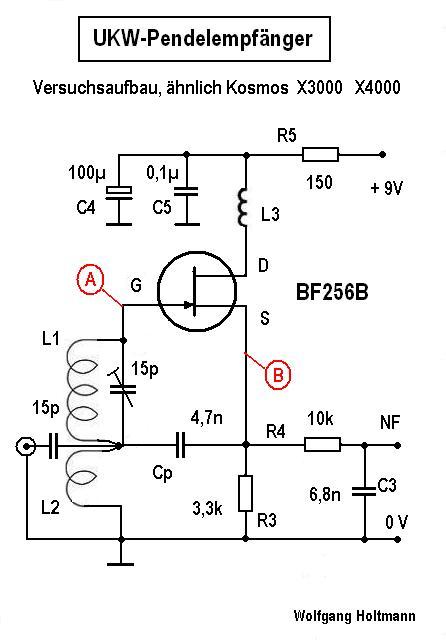 UKW-Pendelempfänger
Versuchsaufbau, ähnlich Kosmos X3000 X4000
R5
100µ
0,1µ
150
+ 9V
C4
C5
L3
A
G
D
BF256B
S
L1
15p
B
15p
4,7n
R4
10k
NF
Cp
L2
3,3k
R3
6,8n
C3
0 V
Wolfgang Holtmann